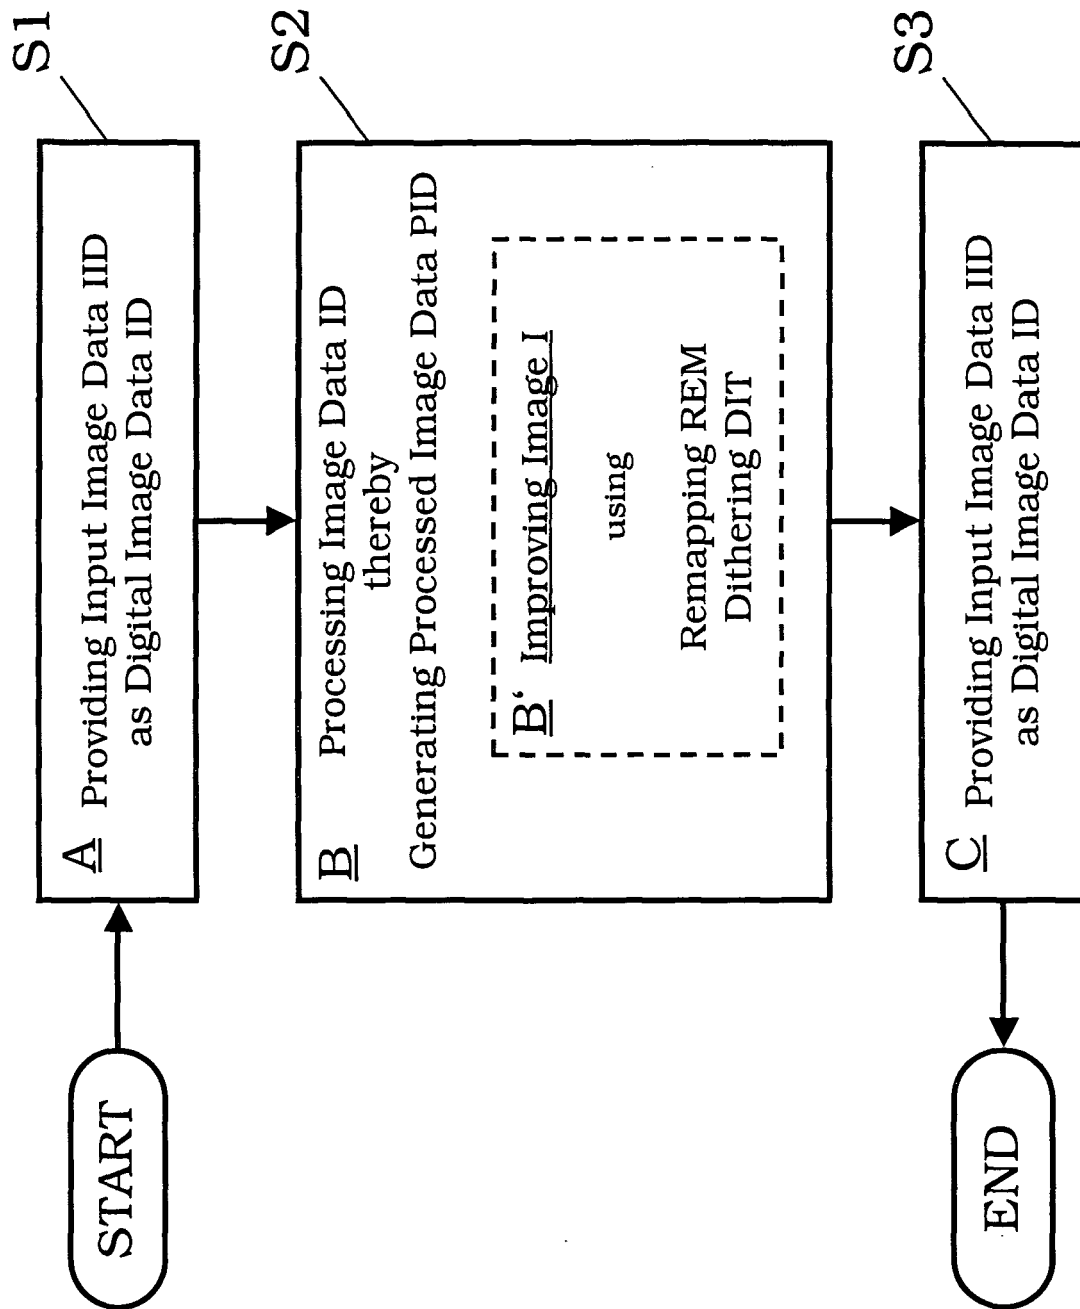 START
S1
A Providing Input Image Data IID
as Digital Image Data ID
S2
B Processing Image Data ID
thereby
Generating Processed Image Data PID
B‘ Improving Image I
using
Remapping REM
Dithering DIT
S3
C Providing Input Image Data IID
as Digital Image Data ID
END